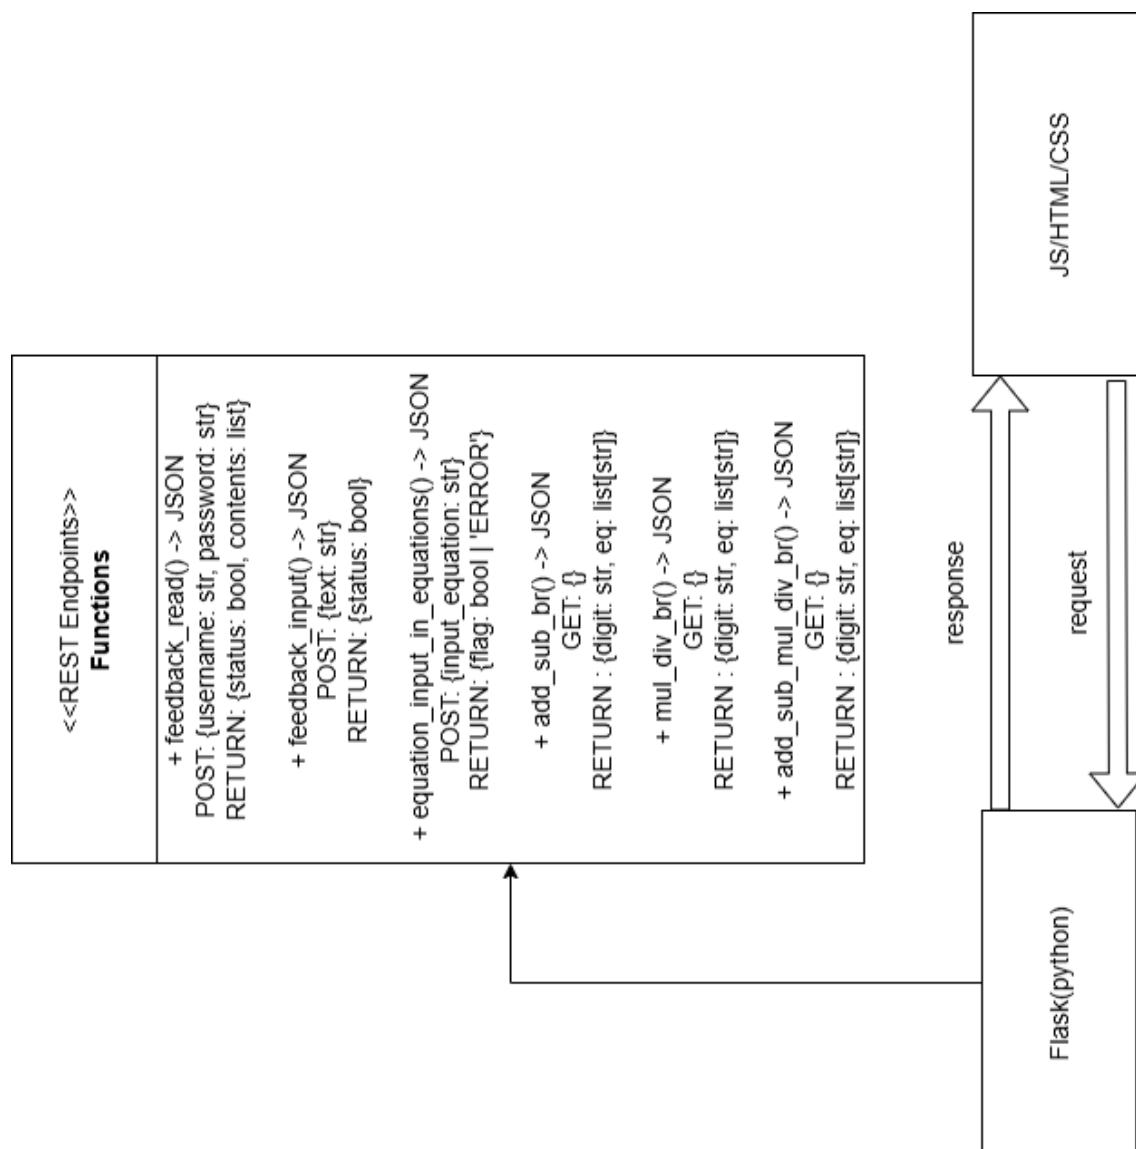 <<REST Endpoints>>
Functions
+ feedback_read() -> JSON
POST: {username: str, password: str}
RETURN: {status: bool, contents: list}
+ feedback_input() -> JSON
POST: {text: str}
RETURN: {status: bool}
+ equation_input_in_equations() -> JSON
POST: {input_equation: str}
RETURN: {flag: bool | 'ERROR'}
+ add_sub_br() -> JSON
GET: {}
RETURN : {digit: str, eq: list[str]}
+ mul_div_br() -> JSON
GET: {}
RETURN : {digit: str, eq: list[str]}
+ add_sub_mul_div_br() -> JSON
GET: {}
RETURN : {digit: str, eq: list[str]}
response
request
Flask(python)
JS/HTML/CSS